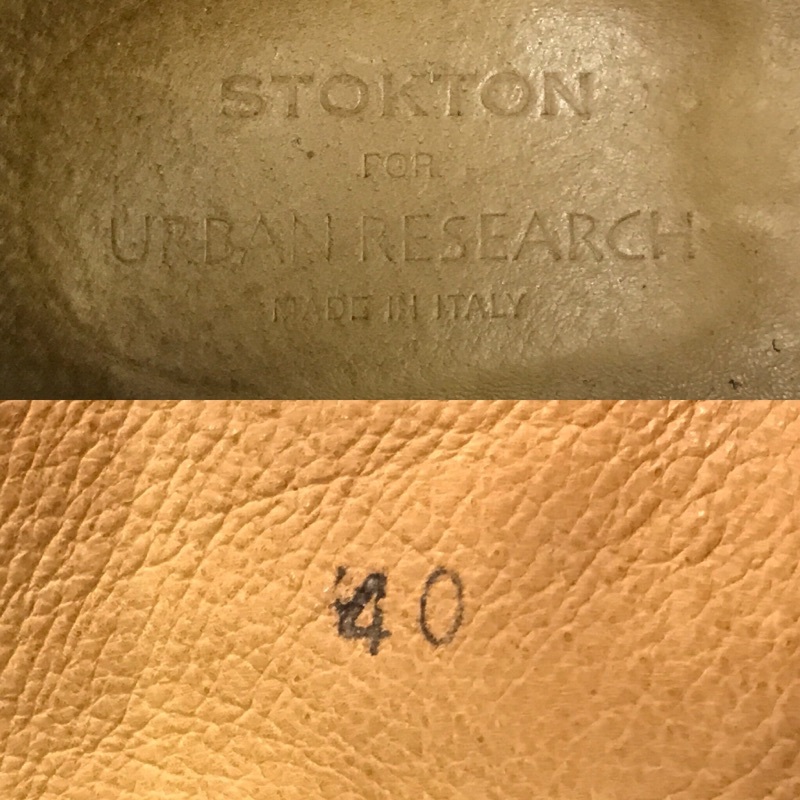 STOKTON
FOR
URBAN RESEARCH
MADE IN ITALY
40